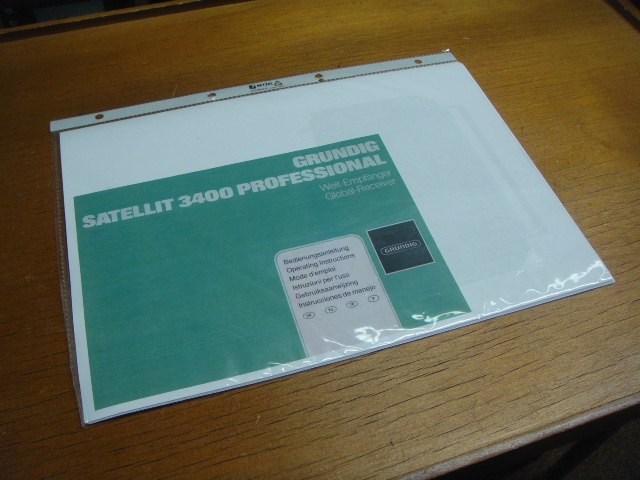 GRUNDIG
SATELLIT 3400 PROFESSIONAL
Welt-Empfänger
Global-Receiver
GRUNDIG
Bedienungsanleitung
Operating Instructions
Mode d'emploi
Istruzioni per l'uso
Gebruiksaanwijzing
Instrucciones de manejo